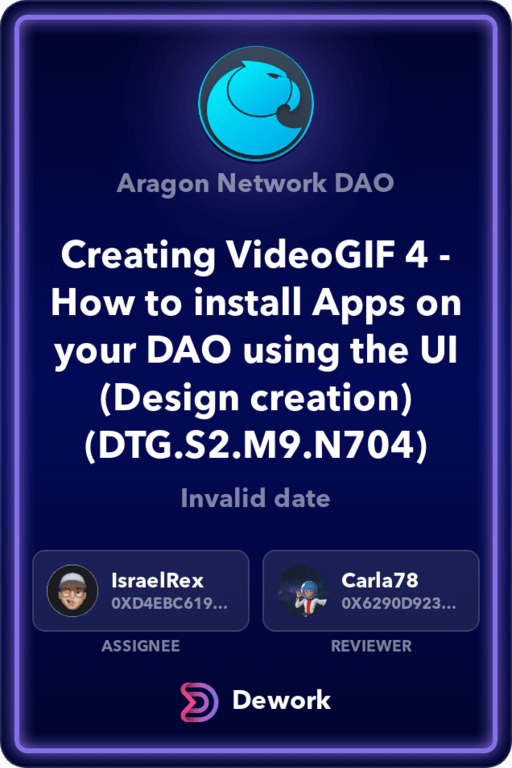 Aragon Network DAO
Creating VideoGIF 4 -
How to install Apps on
your DAO using the UI
(Design creation)
(DTG.S2.M9.N704)
Invalid date
IsraelRex
0XD4EBC619...
ASSIGNEE
Carla78
0X6290D923...
REVIEWER
Dework